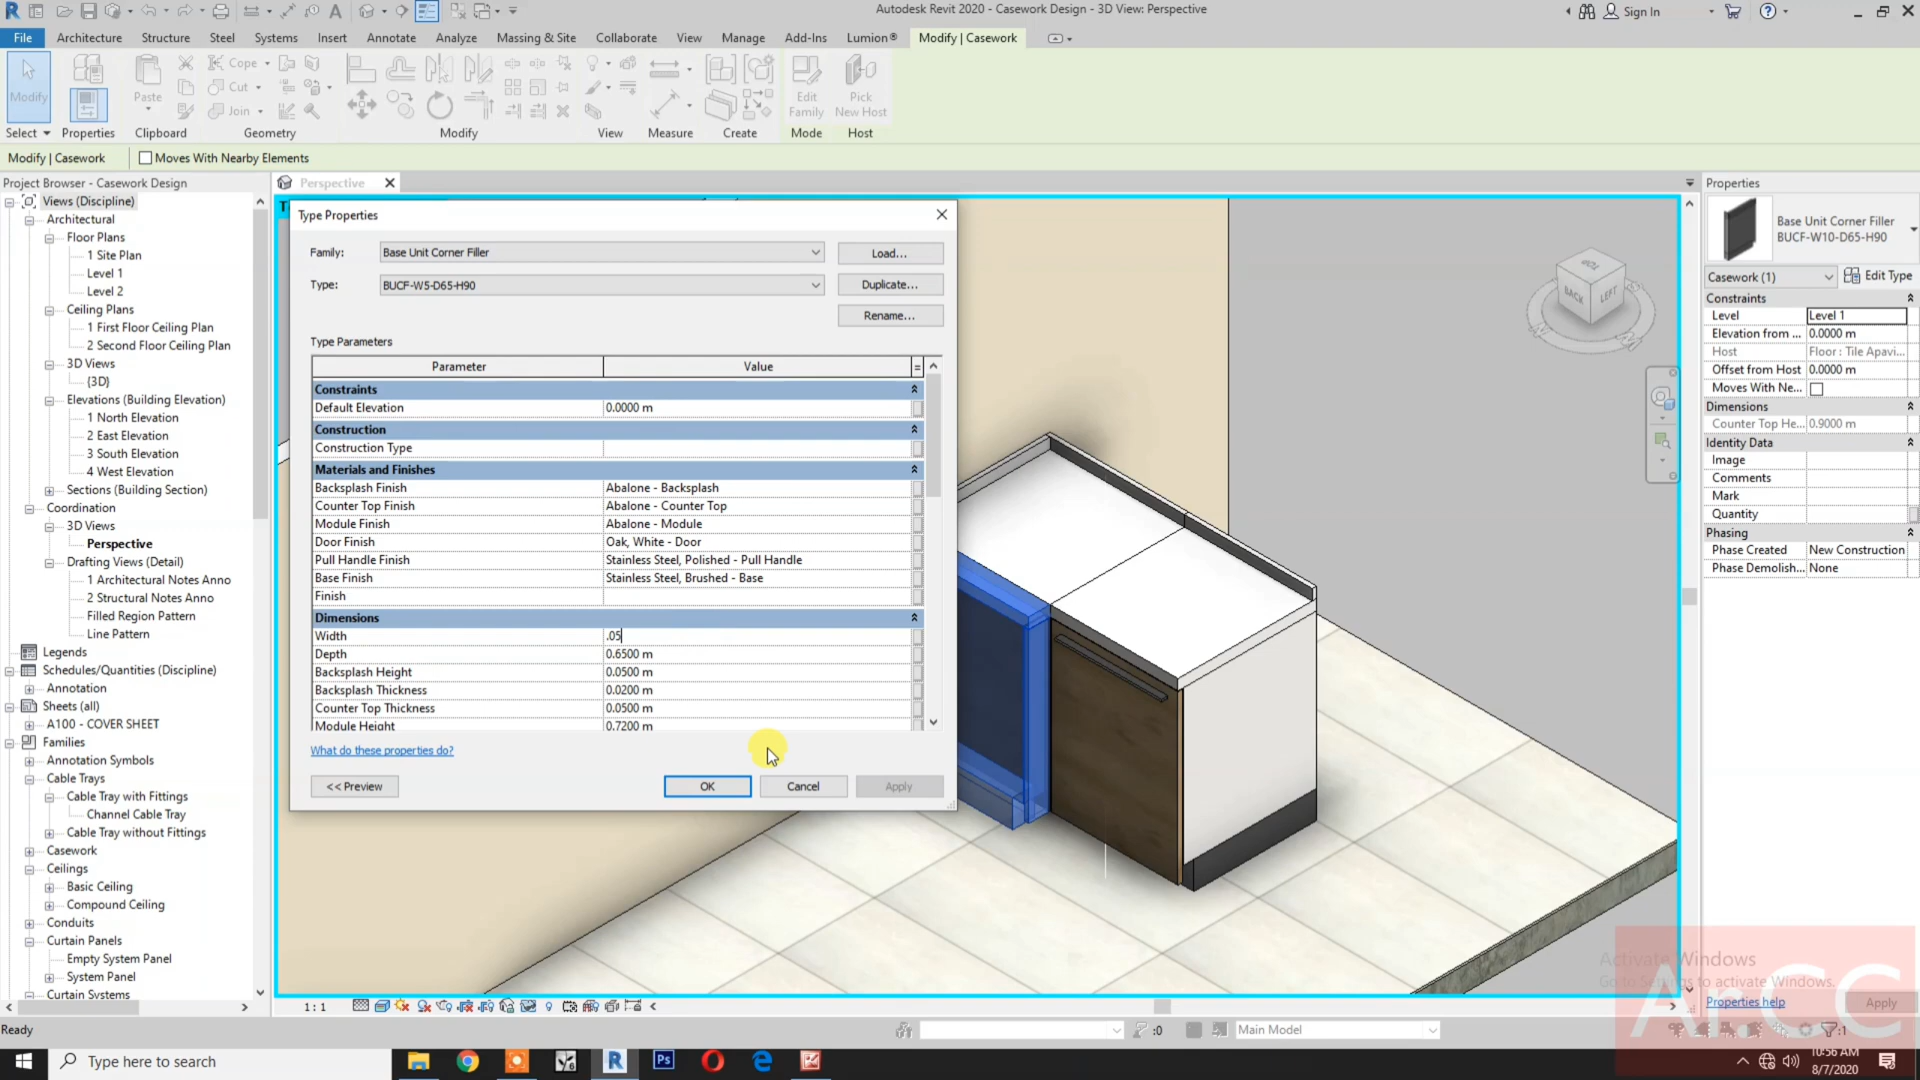 Autodesk Revit 2020 - Casework Design - 3D View: Perspective
Sign In
File Architecture Structure Steel Systems Insert Annotate Analyze Massing & Site Collaborate View Manage Add-Ins Lumion® Modify | Casework
Modify
Paste
Cope
Cut
Join
Edit Family
Pick New Host
Select Properties Clipboard Geometry Modify View Measure Create Mode Host
Modify | Casework Moves With Nearby Elements
Project Browser - Casework Design
Views (Discipline)
Architectural
Floor Plans
1 Site Plan
Level 1
Level 2
Ceiling Plans
1 First Floor Ceiling Plan
2 Second Floor Ceiling Plan
3D Views
{3D}
Elevations (Building Elevation)
1 North Elevation
2 East Elevation
3 South Elevation
4 West Elevation
Sections (Building Section)
Coordination
3D Views
Perspective
Drafting Views (Detail)
1 Architectural Notes Anno
2 Structural Notes Anno
Filled Region Pattern
Line Pattern
Legends
Schedules/Quantities (Discipline)
Annotation
Sheets (all)
A100 - COVER SHEET
Families
Annotation Symbols
Cable Trays
Cable Tray with Fittings
Channel Cable Tray
Cable Tray without Fittings
Casework
Ceilings
Basic Ceiling
Compound Ceiling
Conduits
Curtain Panels
Empty System Panel
System Panel
Curtain Systems
Perspective
Type Properties
Family: Base Unit Corner Filler Load...
Type: BUCF-W5-D65-H90 Duplicate...
Rename...
Type Parameters
Parameter Value =
Constraints
Default Elevation 0.0000 m
Construction
Construction Type
Materials and Finishes
Backsplash Finish Abalone - Backsplash
Counter Top Finish Abalone - Counter Top
Module Finish Abalone - Module
Door Finish Oak, White - Door
Pull Handle Finish Stainless Steel, Polished - Pull Handle
Base Finish Stainless Steel, Brushed - Base
Finish
Dimensions
Width .05
Depth 0.6500 m
Backsplash Height 0.0500 m
Backsplash Thickness 0.0200 m
Counter Top Thickness 0.0500 m
Module Height 0.7200 m
What do these properties do?
<< Preview OK Cancel Apply
BACK LEFT
Properties
Base Unit Corner Filler
BUCF-W10-D65-H90
Casework (1) Edit Type
Constraints
Level Level 1
Elevation from ... 0.0000 m
Host Floor : Tile Apavi...
Offset from Host 0.0000 m
Moves With Ne...
Dimensions
Counter Top He... 0.9000 m
Identity Data
Image
Comments
Mark
Quantity
Phasing
Phase Created New Construction
Phase Demolish... None
Activate Windows
Go to Settings to activate Windows.
Properties help Apply
ArCC
1 : 1
Ready
:0
Main Model
:1
Type here to search
10:56 AM
8/7/2020